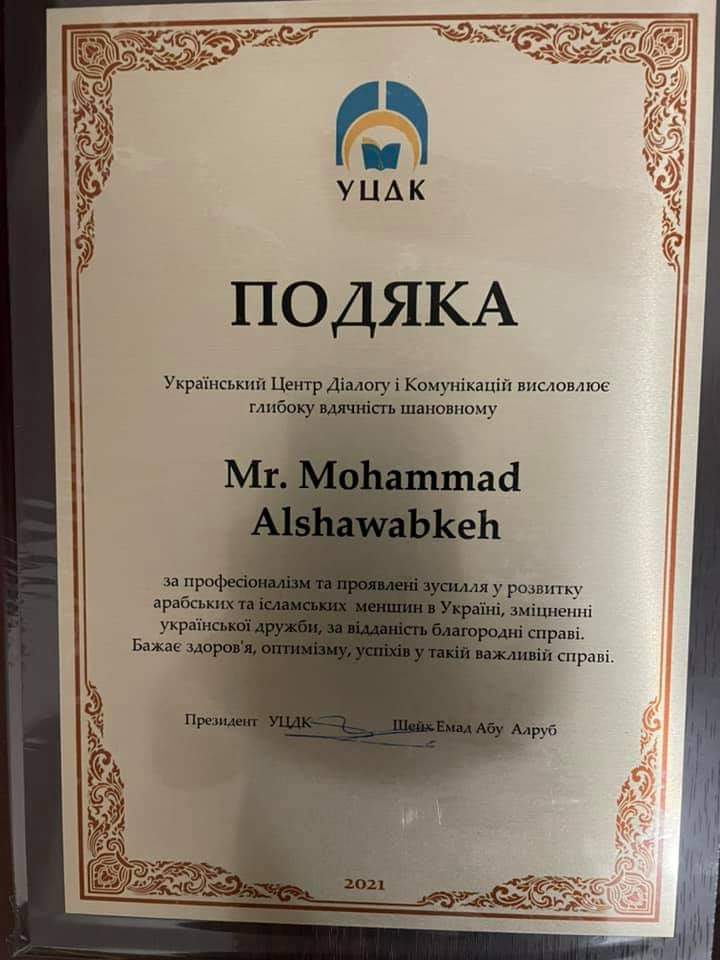 УЦДК
ПОДЯКА
Український Центр Діалогу і Комунікацій висловлює
глибоку вдячність шановному
Mr. Mohammad
Alshawabkeh
за професіоналізм та проявлені зусилля у розвитку
арабських та ісламських меншин в Україні, зміцненні
української дружби, за відданість благородні справі.
Бажає здоров'я, оптимізму, успіхів у такій важливій справі.
Президент УЦДК Шейх Емад Абу Алруб
2021